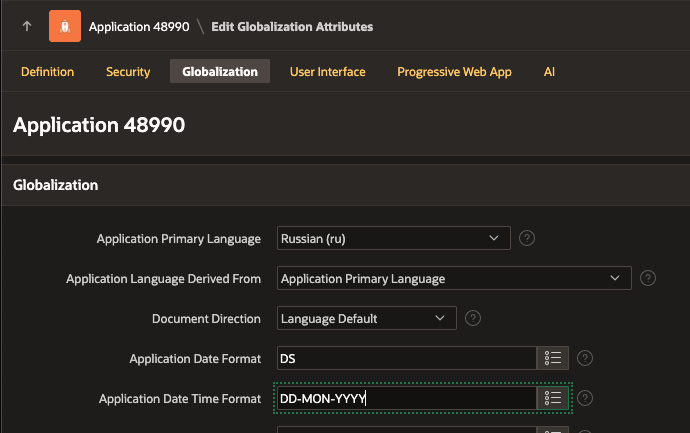 Application 48990 \ Edit Globalization Attributes
Definition Security Globalization User Interface Progressive Web App AI
Application 48990
Globalization
Application Primary Language Russian (ru) ?
Application Language Derived From Application Primary Language ?
Document Direction Language Default ?
Application Date Format DS ?
Application Date Time Format DD-MON-YYYY ?